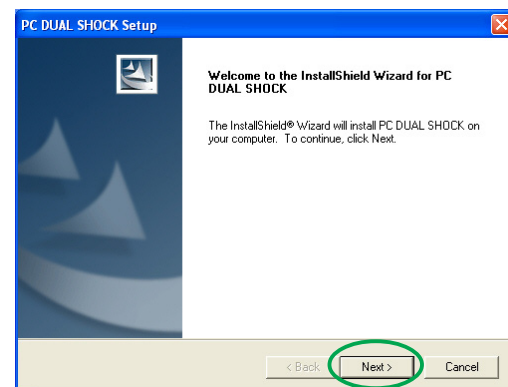 PC DUAL SHOCK Setup
Welcome to the InstallShield Wizard for PC
DUAL SHOCK
The InstallShield® Wizard will install PC DUAL SHOCK on
your computer. To continue, click Next.
< Back
Next >
Cancel